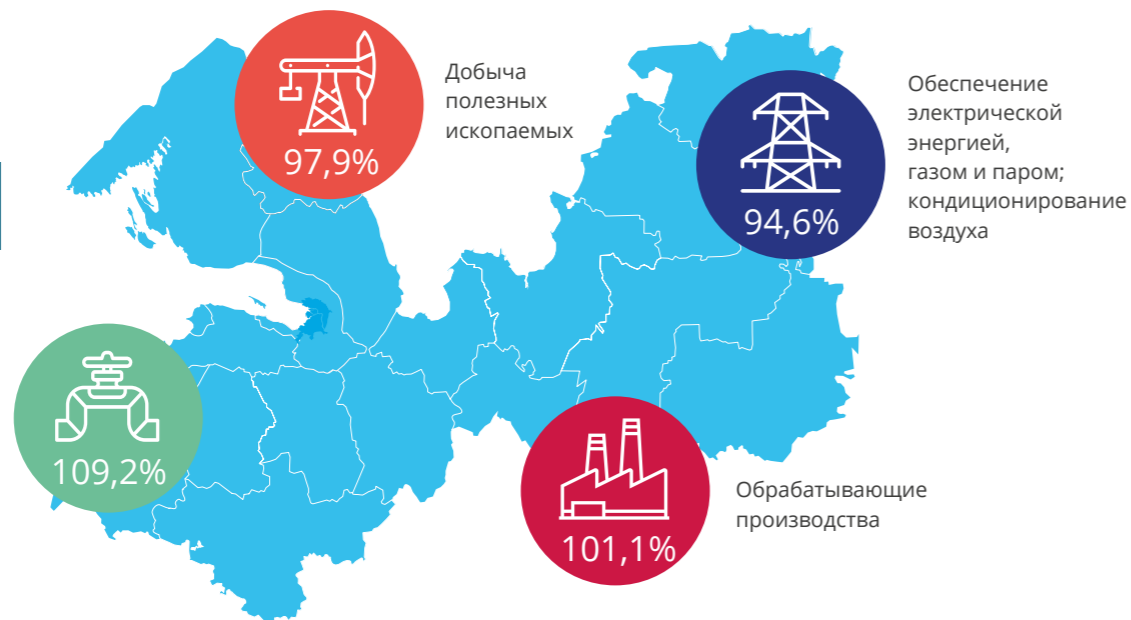 Добыча
полезных
ископаемых
97,9%
Обеспечение
электрической
энергией,
газом и паром;
кондиционирование
воздуха
94,6%
109,2%
Обрабатывающие
производства
101,1%